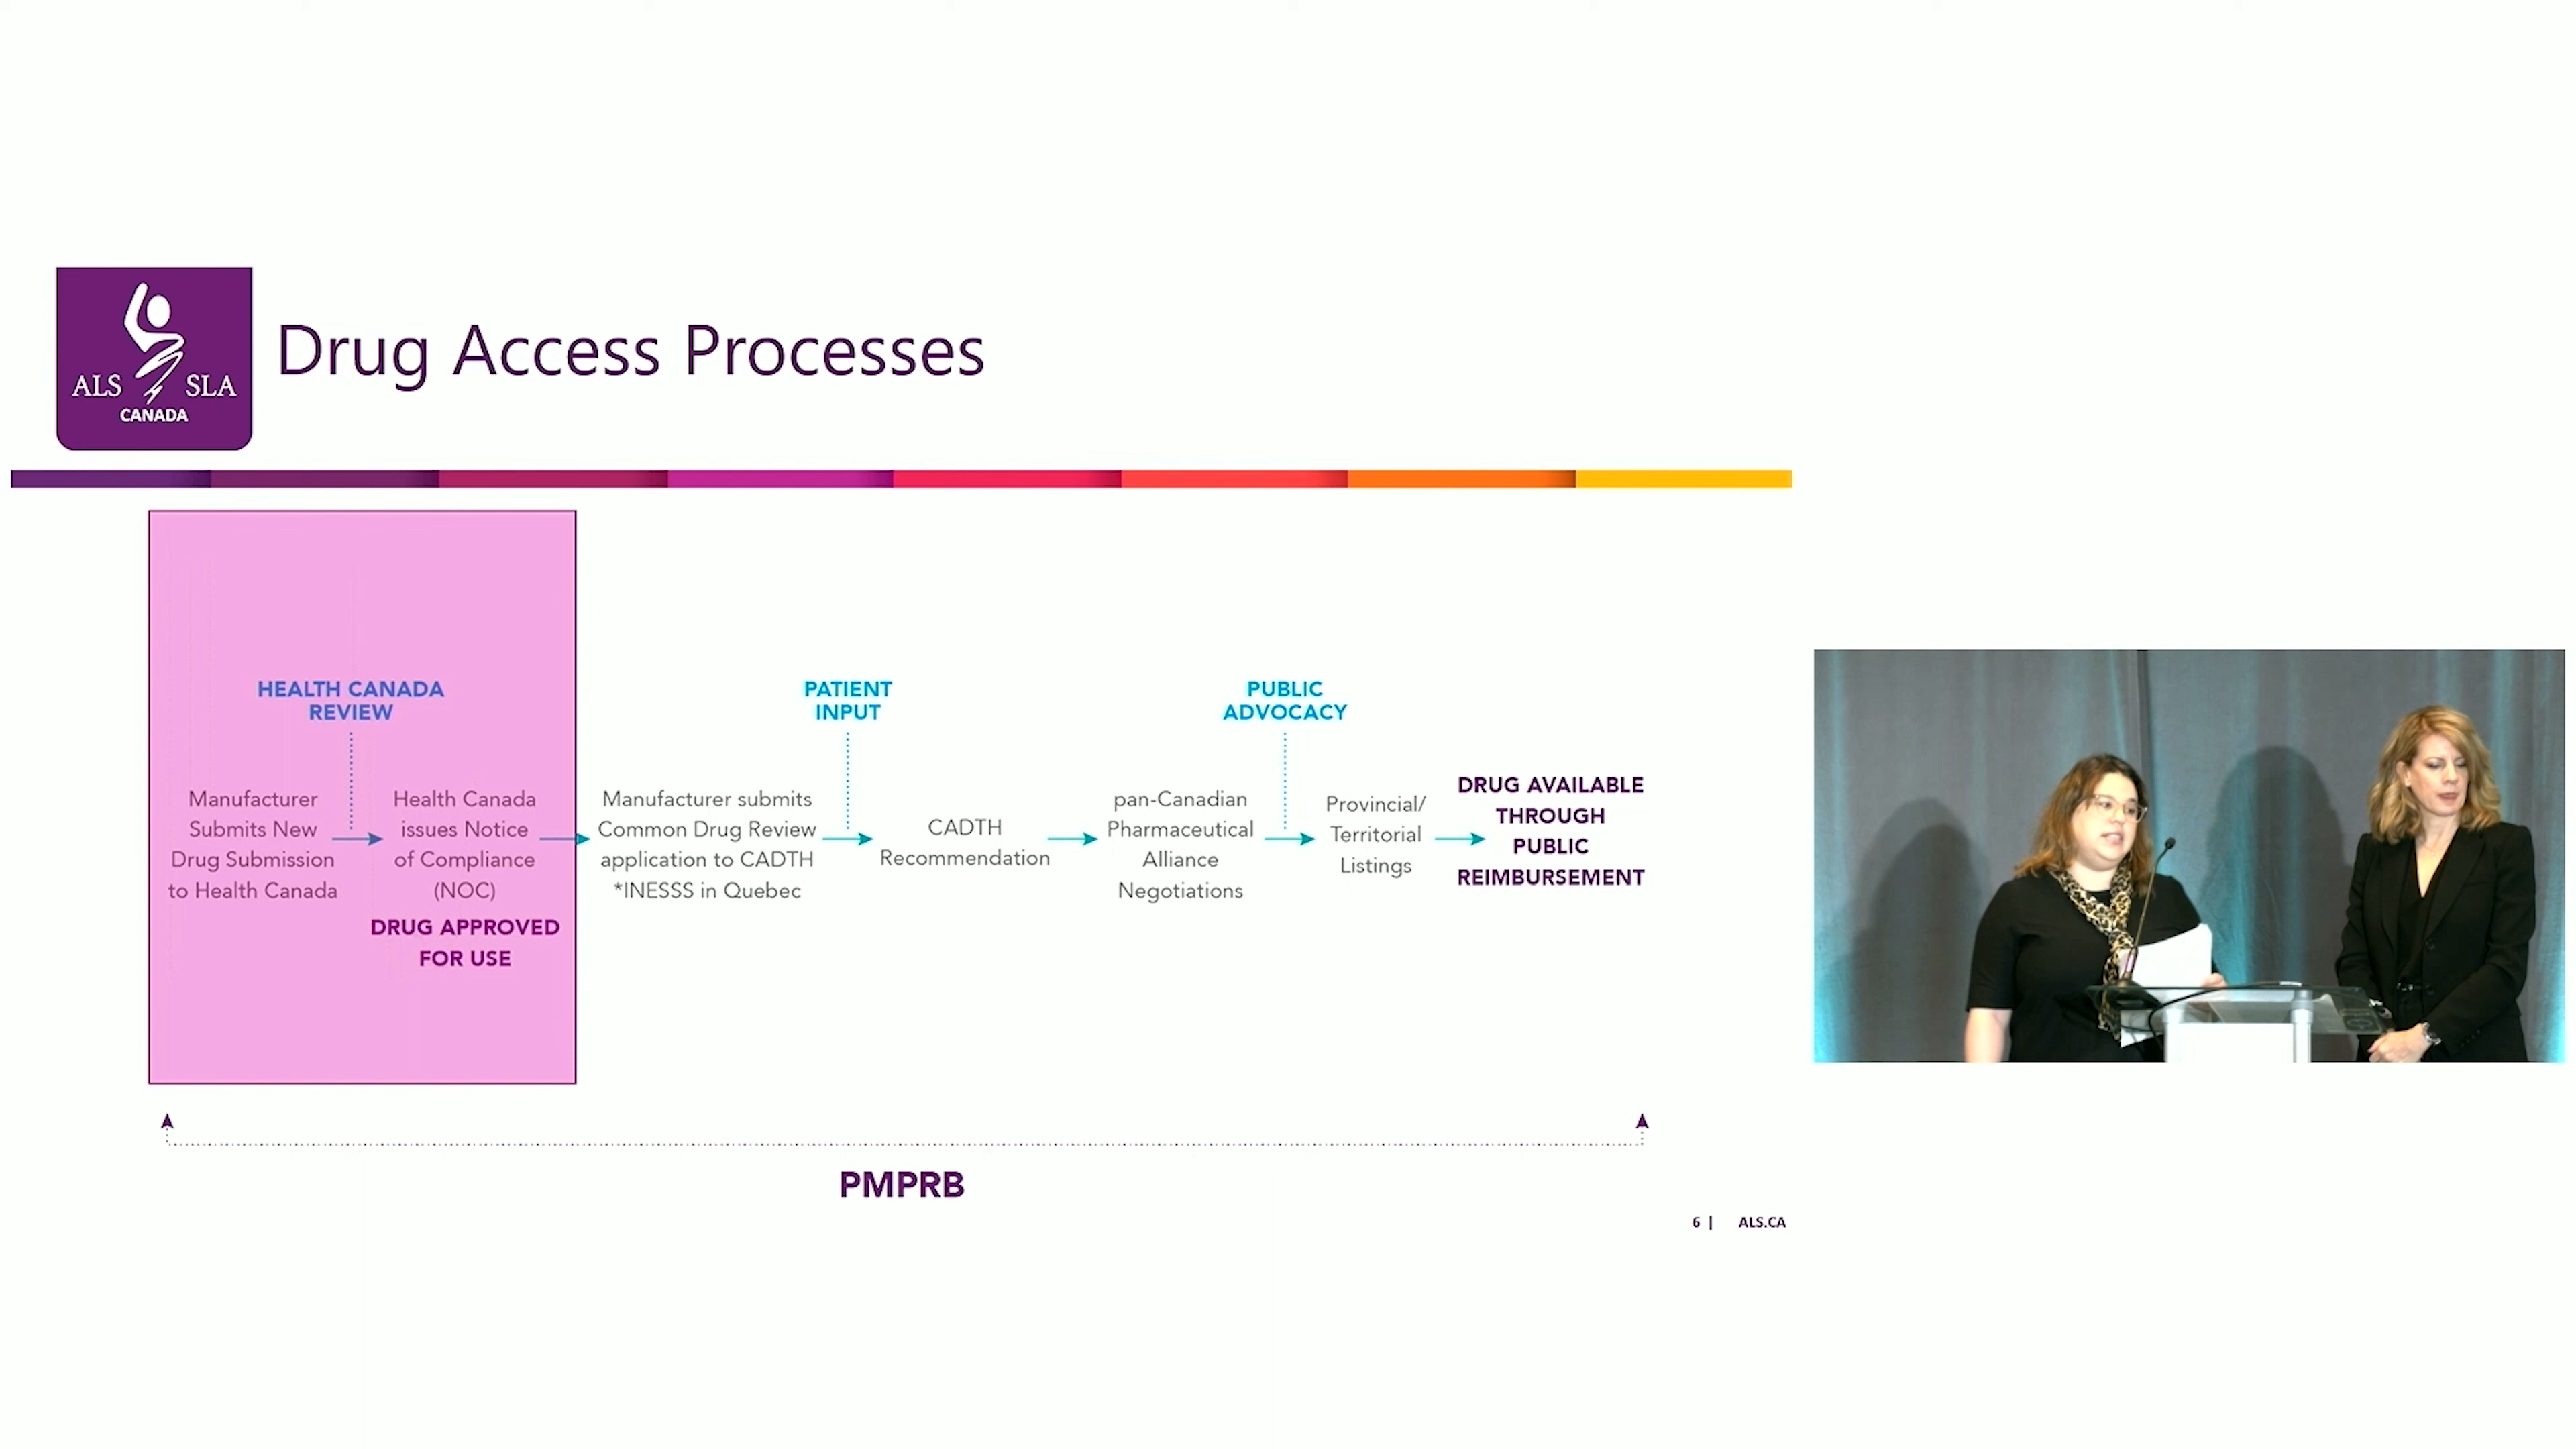 ALS SLA
CANADA
Drug Access Processes
HEALTH CANADA
REVIEW
Manufacturer
Submits New
Drug Submission
to Health Canada
Health Canada
issues Notice
of Compliance
(NOC)
DRUG APPROVED
FOR USE
Manufacturer submits
Common Drug Review
application to CADTH
*INESSS in Quebec
PATIENT
INPUT
CADTH
Recommendation
pan-Canadian
Pharmaceutical
Alliance
Negotiations
PUBLIC
ADVOCACY
Provincial/
Territorial
Listings
DRUG AVAILABLE
THROUGH
PUBLIC
REIMBURSEMENT
PMPRB
6 | ALS.CA